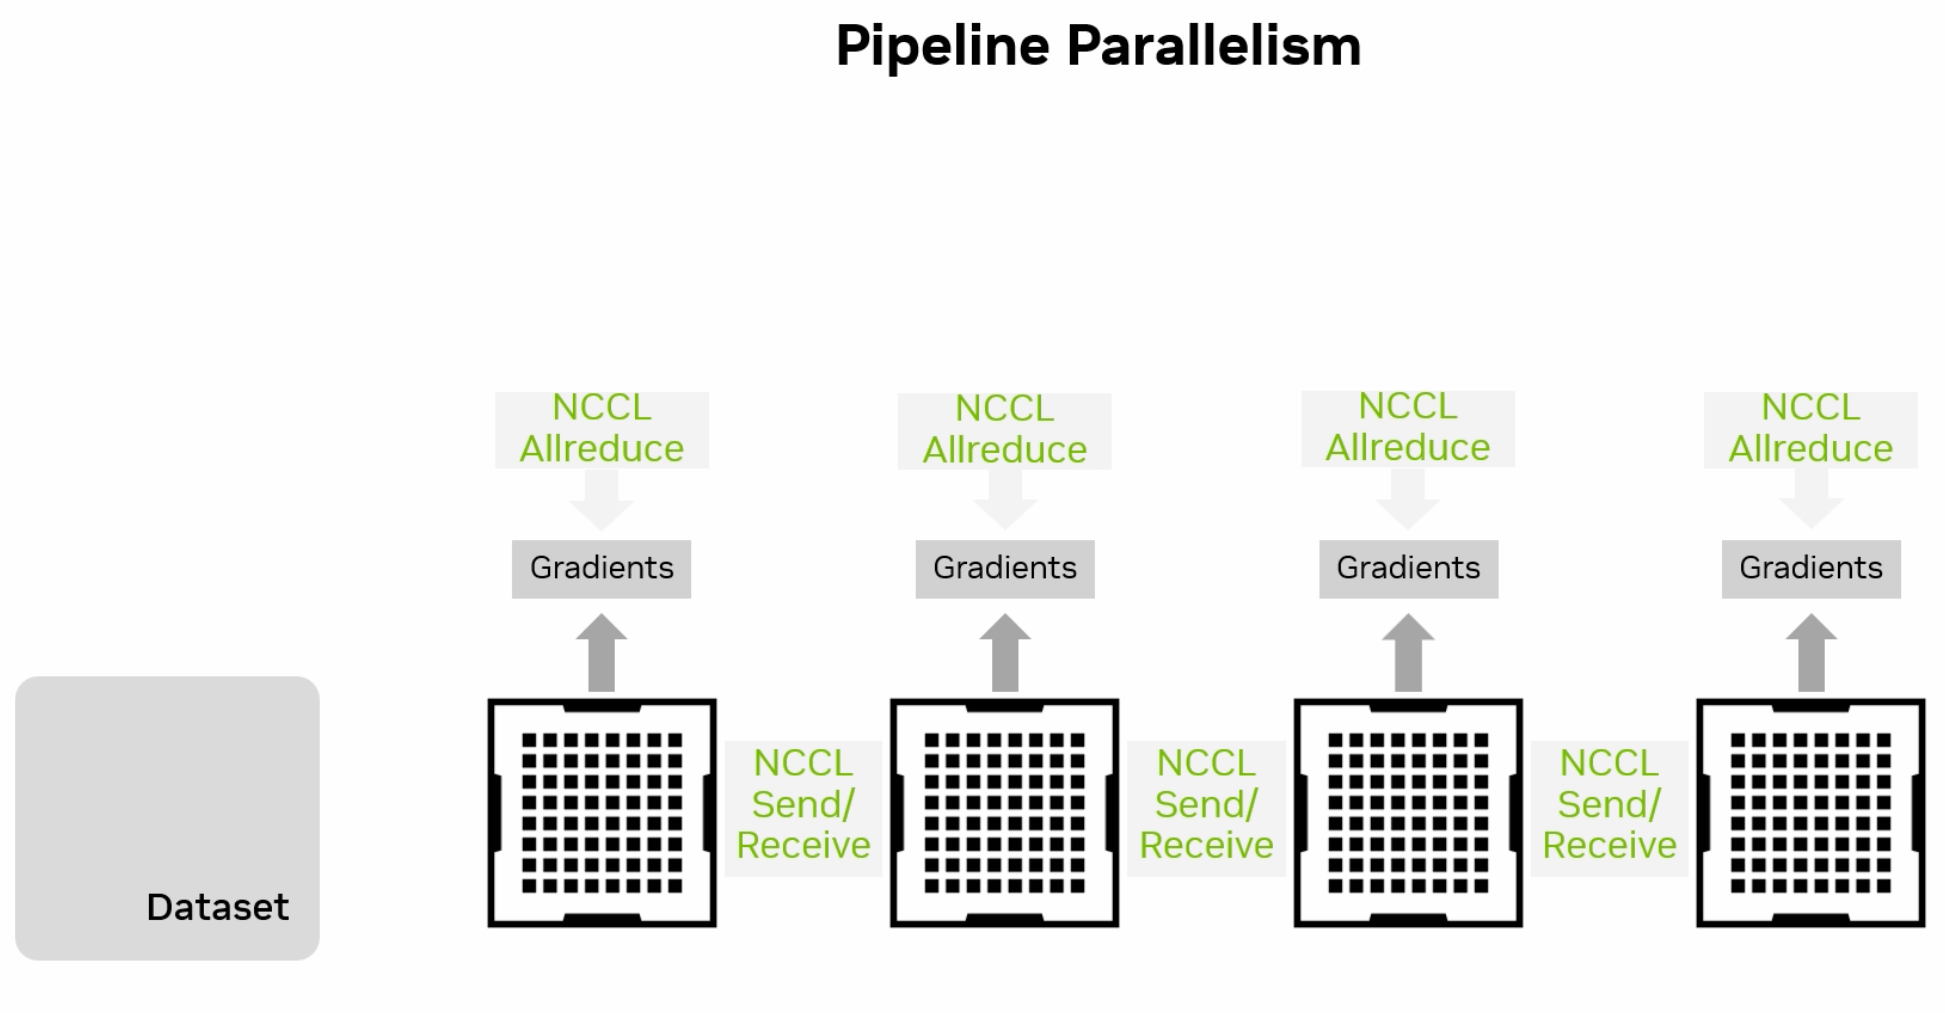 Pipeline Parallelism
NCCL
Allreduce
NCCL
Allreduce
NCCL
Allreduce
NCCL
Allreduce
Gradients
Gradients
Gradients
Gradients
Dataset
NCCL
Send/
Receive
NCCL
Send/
Receive
NCCL
Send/
Receive